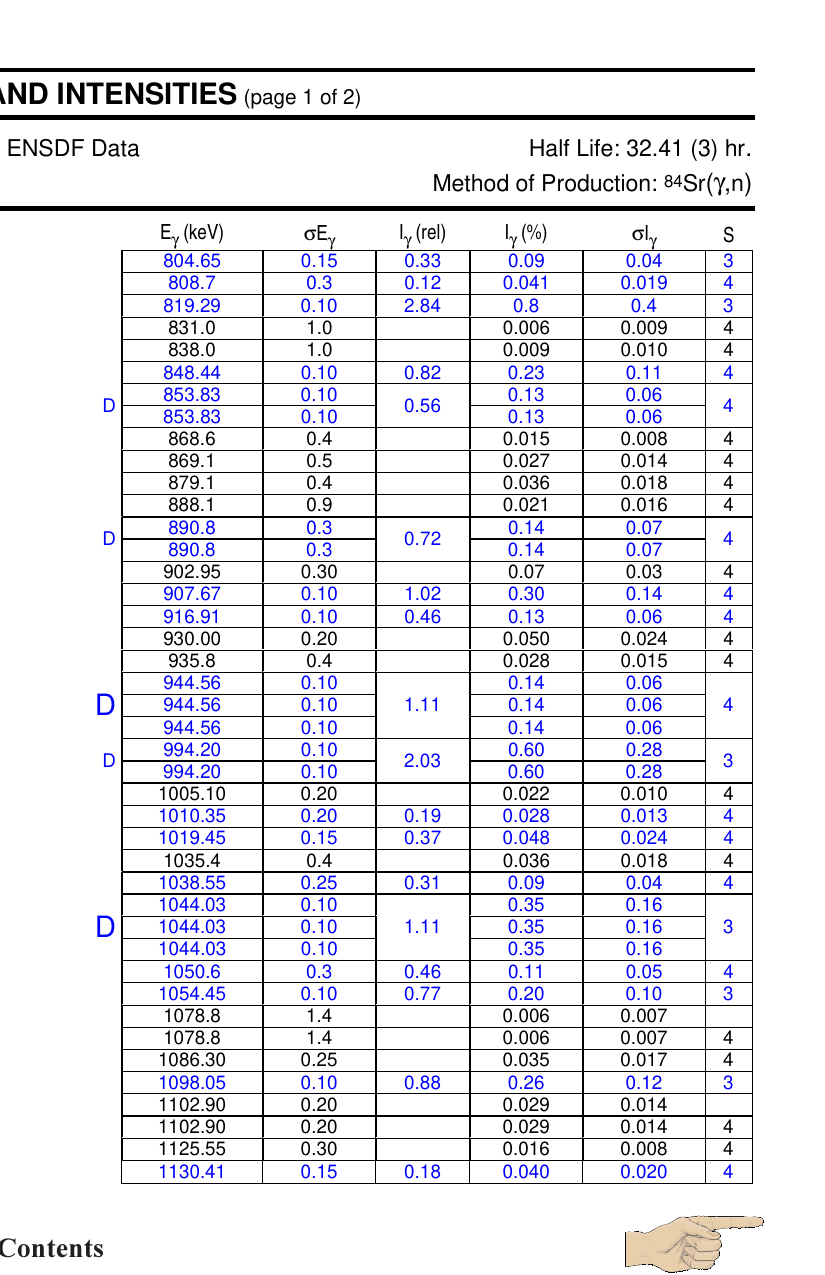 AND INTENSITIES (page 1 of 2)
ENSDF Data Half Life: 32.41 (3) hr.
Method of Production: 84Sr(γ,n)
Eγ (keV) σEγ Iγ (rel) Iγ (%) σIγ S
804.65 0.15 0.33 0.09 0.04 3
808.7 0.3 0.12 0.041 0.019 4
819.29 0.10 2.84 0.8 0.4 3
831.0 1.0 0.006 0.009 4
838.0 1.0 0.009 0.010 4
848.44 0.10 0.82 0.23 0.11 4
853.83 0.10 0.13 0.06
D 0.56 4
853.83 0.10 0.13 0.06
868.6 0.4 0.015 0.008 4
869.1 0.5 0.027 0.014 4
879.1 0.4 0.036 0.018 4
888.1 0.9 0.021 0.016 4
890.8 0.3 0.14 0.07
D 0.72 4
890.8 0.3 0.14 0.07
902.95 0.30 0.07 0.03 4
907.67 0.10 1.02 0.30 0.14 4
916.91 0.10 0.46 0.13 0.06 4
930.00 0.20 0.050 0.024 4
935.8 0.4 0.028 0.015 4
944.56 0.10 0.14 0.06
D 944.56 0.10 1.11 0.14 0.06 4
944.56 0.10 0.14 0.06
994.20 0.10 0.60 0.28
D 2.03 3
994.20 0.10 0.60 0.28
1005.10 0.20 0.022 0.010 4
1010.35 0.20 0.19 0.028 0.013 4
1019.45 0.15 0.37 0.048 0.024 4
1035.4 0.4 0.036 0.018 4
1038.55 0.25 0.31 0.09 0.04 4
1044.03 0.10 0.35 0.16
D 1044.03 0.10 1.11 0.35 0.16 3
1044.03 0.10 0.35 0.16
1050.6 0.3 0.46 0.11 0.05 4
1054.45 0.10 0.77 0.20 0.10 3
1078.8 1.4 0.006 0.007
1078.8 1.4 0.006 0.007 4
1086.30 0.25 0.035 0.017 4
1098.05 0.10 0.88 0.26 0.12 3
1102.90 0.20 0.029 0.014
1102.90 0.20 0.029 0.014 4
1125.55 0.30 0.016 0.008 4
1130.41 0.15 0.18 0.040 0.020 4
Contents